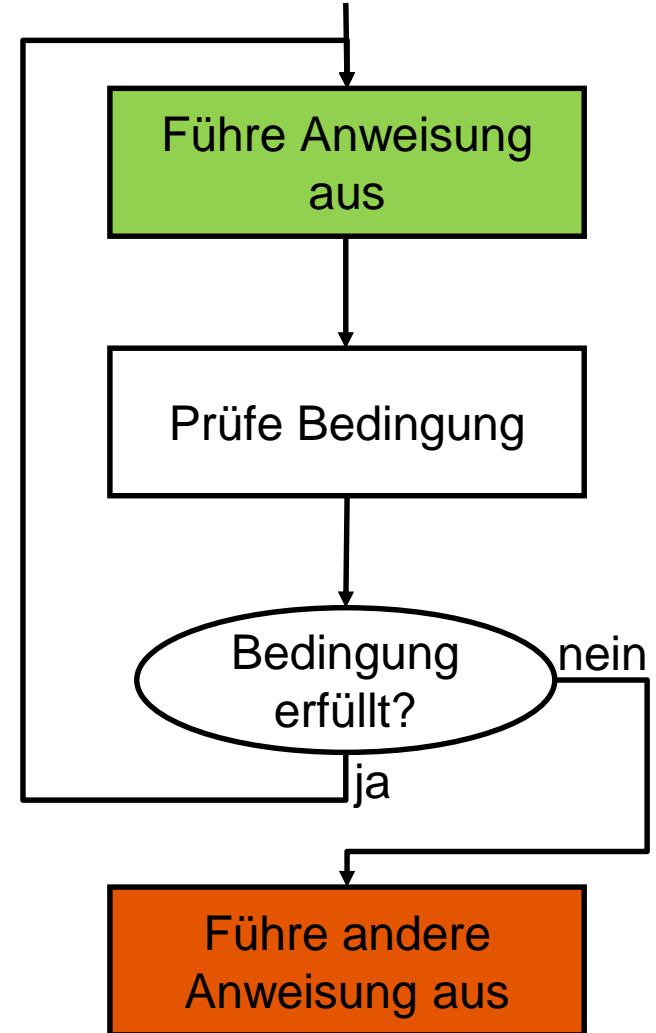 Führe Anweisung
aus
Prüfe Bedingung
Bedingung
erfüllt?
nein
ja
Führe andere
Anweisung aus